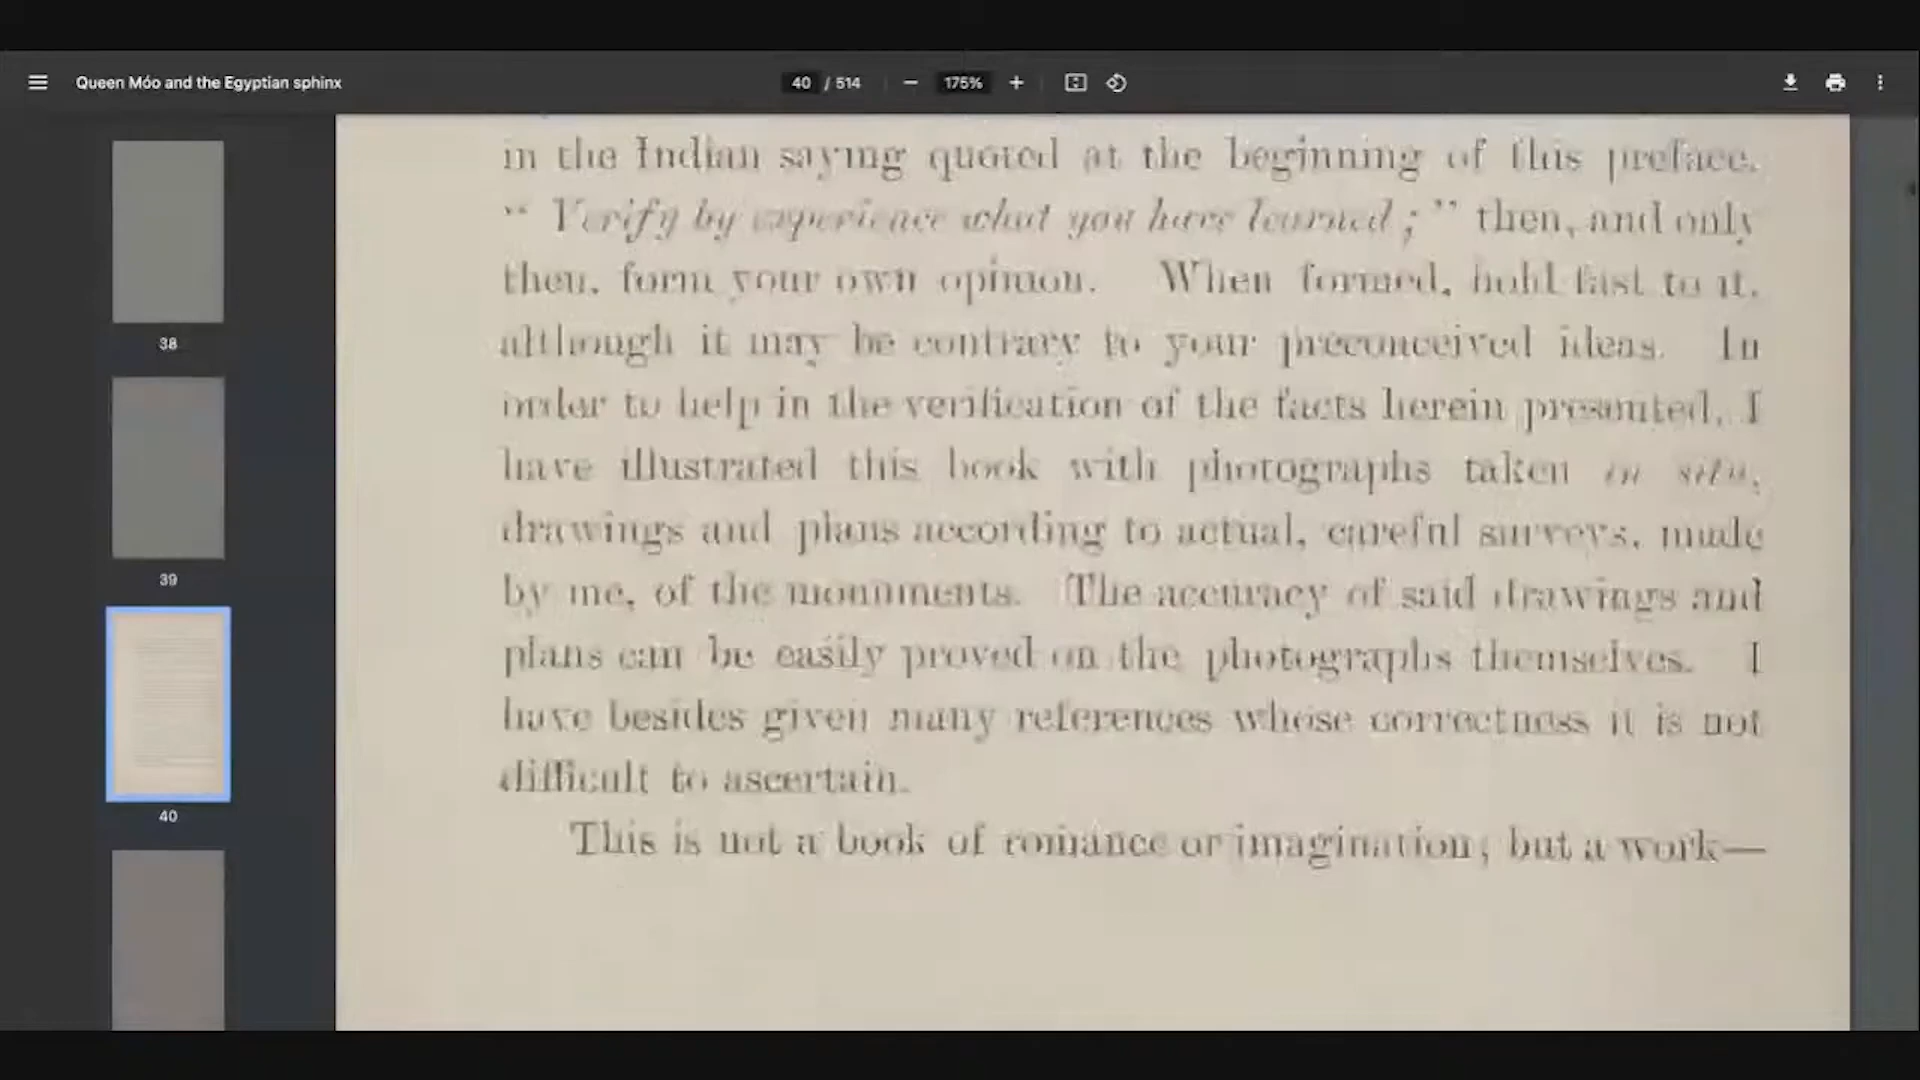 Queen Móo and the Egyptian sphinx
40 / 514
175%
38
39
40
in the Indian saying quoted at the beginning of this preface.
" Verify by experience what you have learned ; " then, and only
then, form your own opinion. When formed, hold fast to it,
although it may be contrary to your preconceived ideas. In
order to help in the verification of the facts herein presented, I
have illustrated this book with photographs taken in situ,
drawings and plans according to actual, careful surveys, made
by me, of the monuments. The accuracy of said drawings and
plans can be easily proved on the photographs themselves. I
have besides given many references whose correctness it is not
difficult to ascertain.
This is not a book of romance or imagination; but a work—